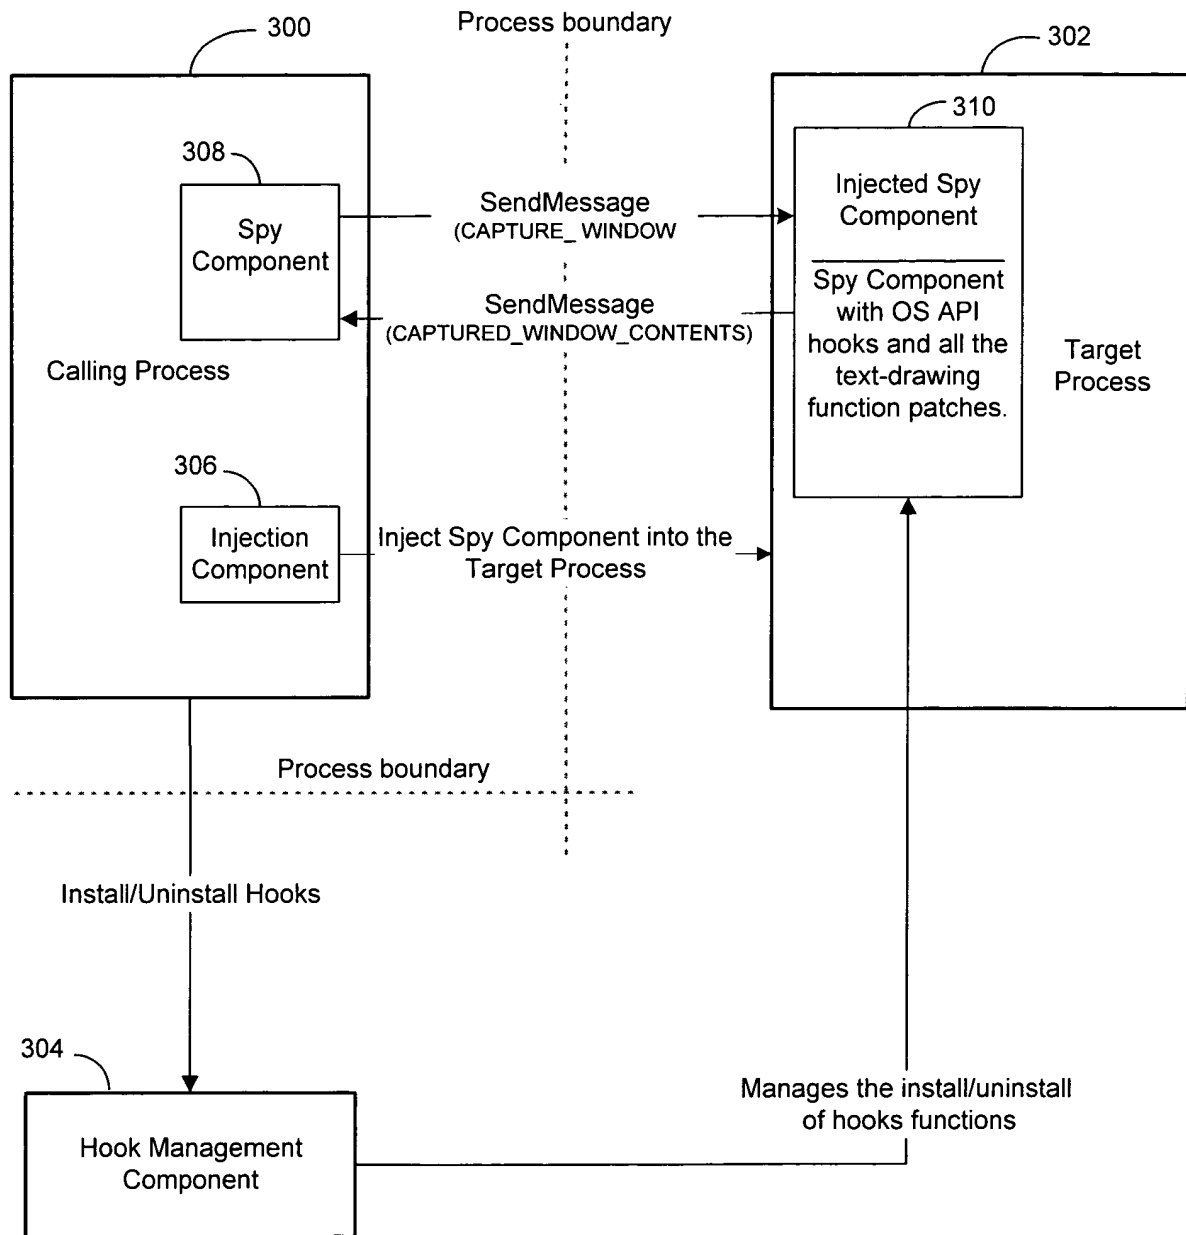 Process boundary
300
302
310
308
Injected Spy
Component
SendMessage
(CAPTURE_ WINDOW
Spy
Component
Spy Component
with OS API
hooks and all the
text-drawing
function patches.
SendMessage
(CAPTURED_WINDOW_CONTENTS)
Calling Process
Target
Process
306
Injection
Component
Inject Spy Component into the
Target Process
Process boundary
Install/Uninstall Hooks
304
Hook Management
Component
Manages the install/uninstall
of hooks functions